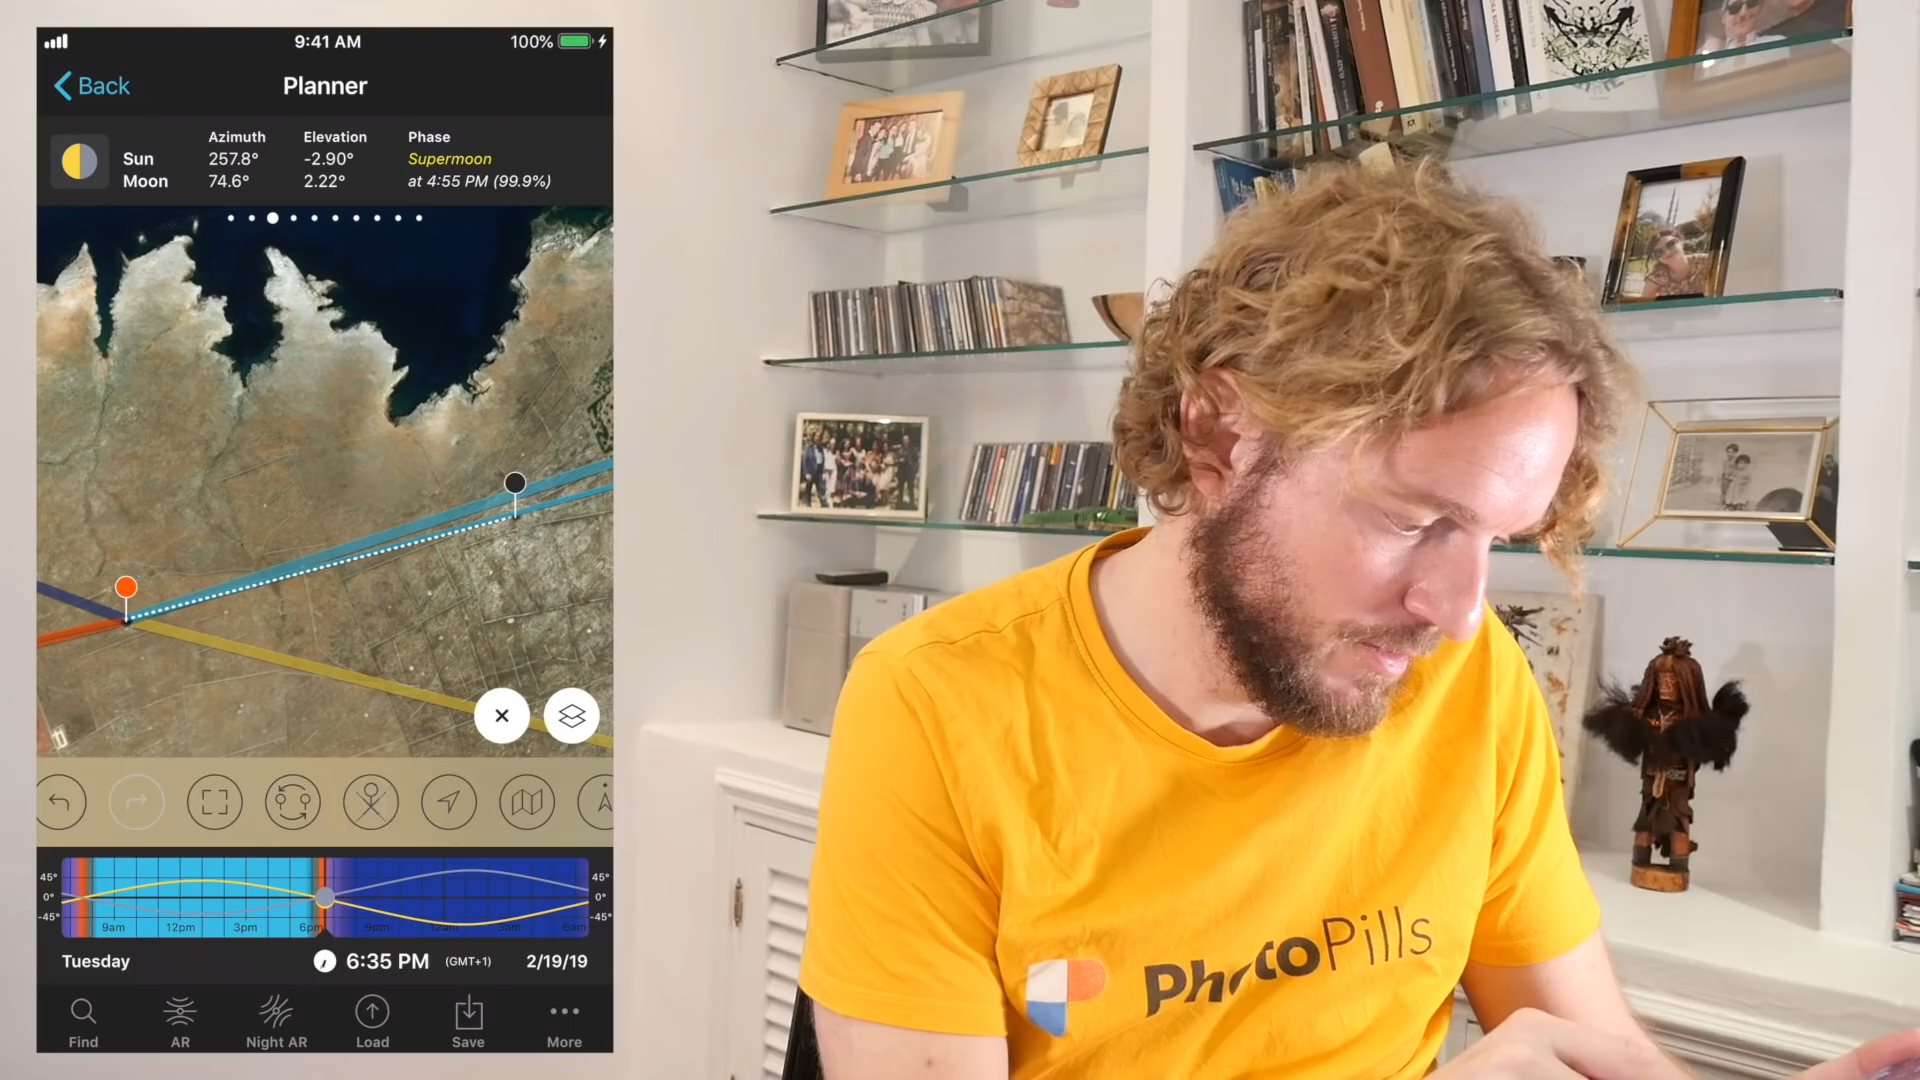 9:41 AM
100%
Back
Planner
Azimuth
Elevation
Phase
Sun
257.8°
-2.90°
Supermoon
Moon
74.6°
2.22°
at 4:55 PM (99.9%)
45°
0°
-45°
45°
0°
-45°
9am
12pm
3pm
6pm
9pm
12am
3am
6am
Tuesday
6:35 PM
(GMT+1)
2/19/19
Find
AR
Night AR
Load
Save
More
PhotoPills